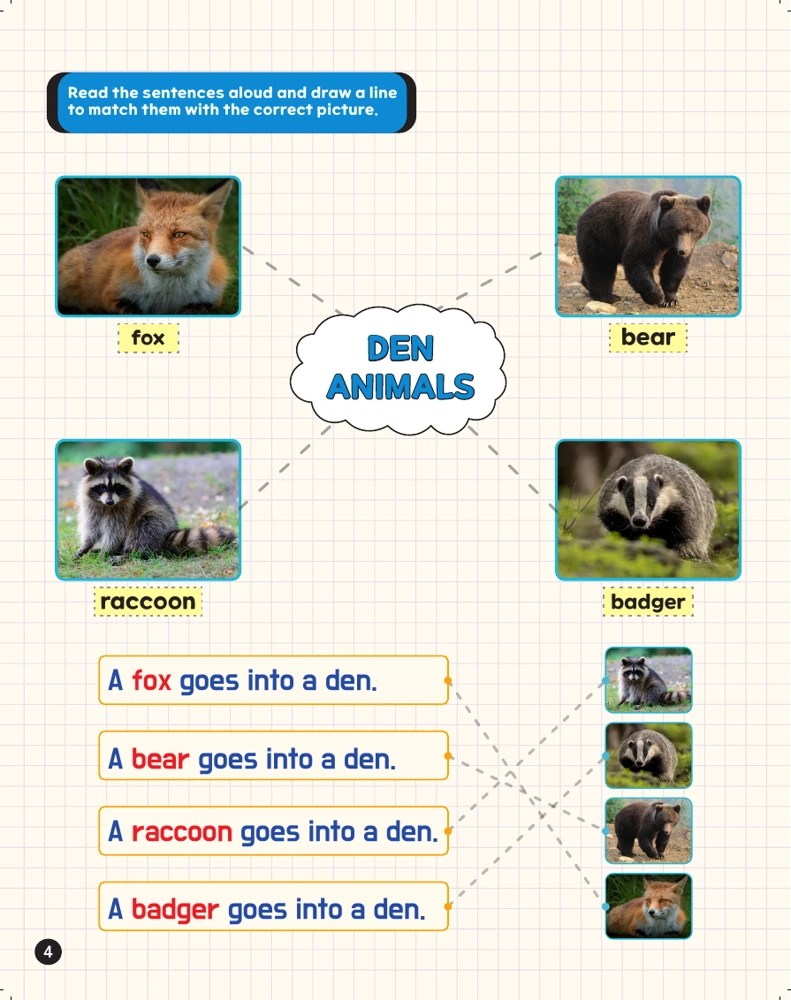 Read the sentences aloud and draw a line
to match them with the correct picture.
fox
bear
DEN
ANIMALS
raccoon
badger
A fox goes into a den.
A bear goes into a den.
A raccoon goes into a den.
A badger goes into a den.
4